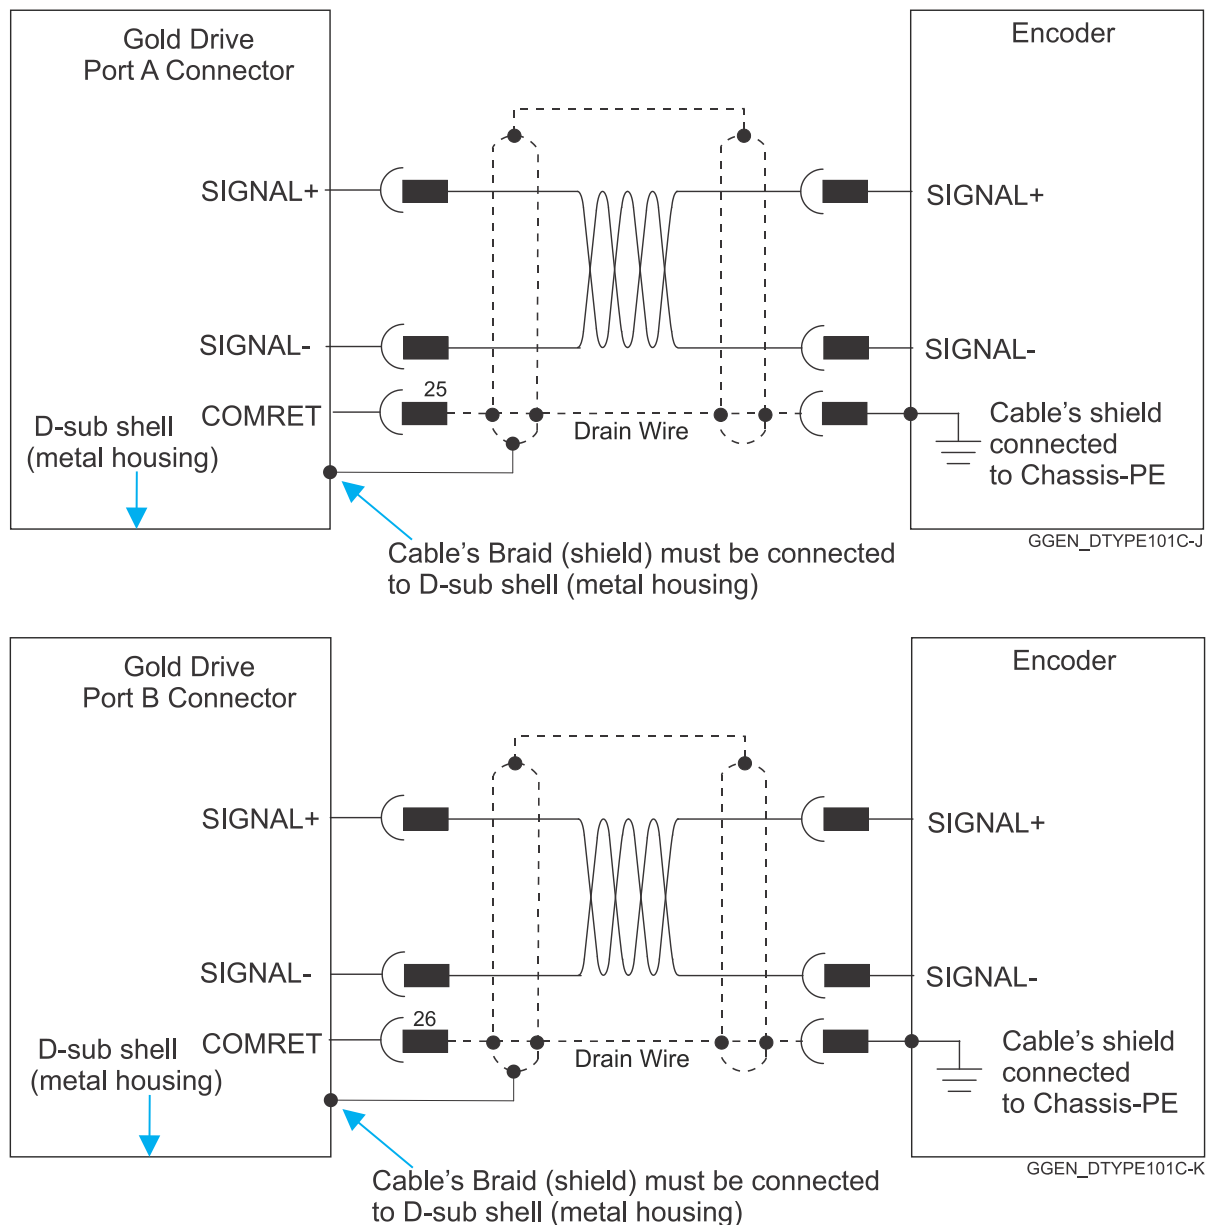 Gold Drive
Port A Connector
Encoder
SIGNAL+
SIGNAL+
SIGNAL-
SIGNAL-
25
COMRET
Drain Wire
Cable's shield
connected
to Chassis-PE
D-sub shell
(metal housing)
GGEN_DTYPE101C-J
Cable's Braid (shield) must be connected
to D-sub shell (metal housing)
Gold Drive
Port B Connector
Encoder
SIGNAL+
SIGNAL+
SIGNAL-
SIGNAL-
26
COMRET
Drain Wire
Cable's shield
connected
to Chassis-PE
D-sub shell
(metal housing)
GGEN_DTYPE101C-K
Cable's Braid (shield) must be connected
to D-sub shell (metal housing)